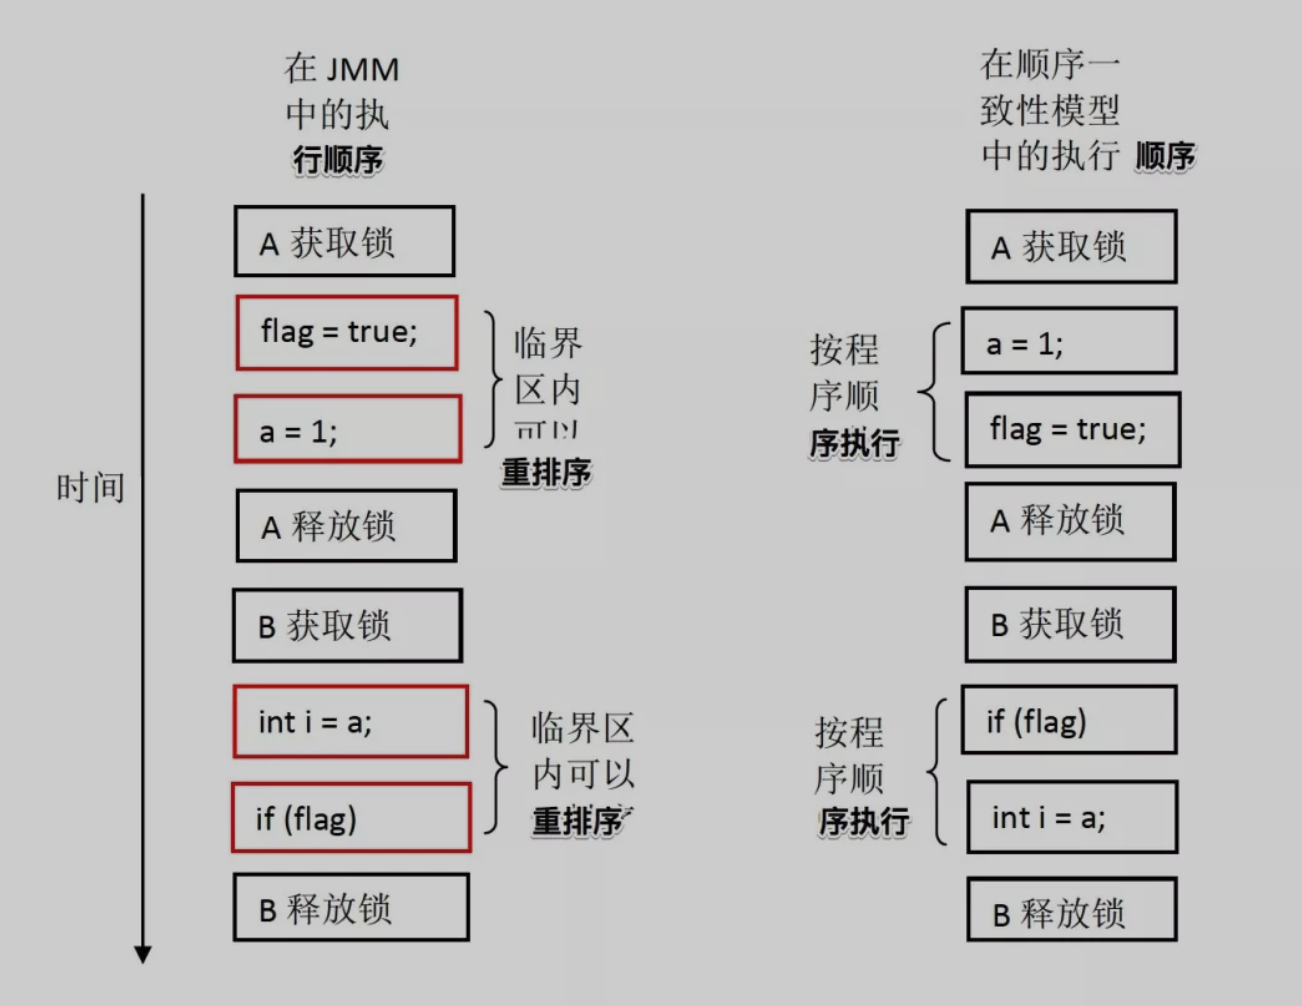 在 JMM
中的执
行顺序
在顺序一
致性模型
中的执行 顺序
时间
A 获取锁
flag = true;
a = 1;
临界
区内
可以
重排序
A 释放锁
B 获取锁
int i = a;
if (flag)
临界区
内可以
重排序
B 释放锁
A 获取锁
按程
序顺
序执行
a = 1;
flag = true;
A 释放锁
B 获取锁
按程
序顺
序执行
if (flag)
int i = a;
B 释放锁